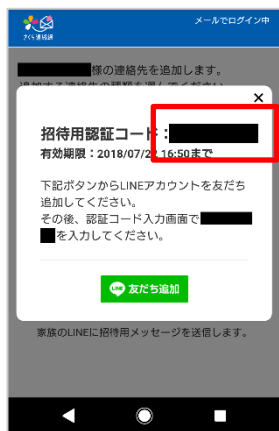 さくら連絡網
メールでログイン中
様の連絡先を追加します。
×
招待用認証コード：
有効期限：2018/07/22 16:50まで
下記ボタンからLINEアカウントを友だち
追加してください。
その後、認証コード入力画面で
を入力してください。
LINE 友だち追加
家族のLINEに招待用メッセージを送信します。